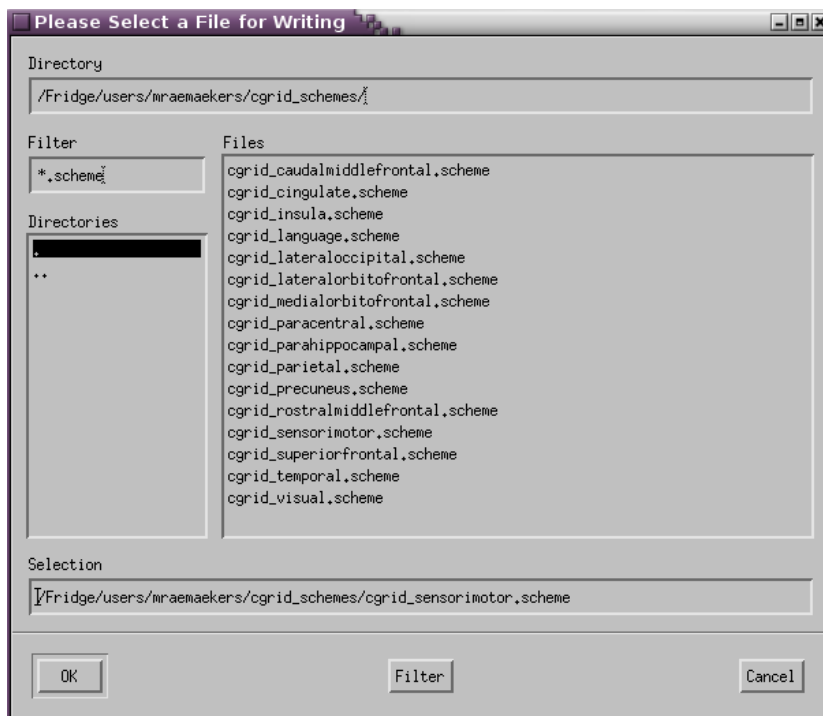 Please Select a File for Writing
Directory
/Fridge/users/mraemaekers/cgrid_schemes/
Filter
*.scheme
Directories
.
..
Files
cgrid_caudalmiddlefrontal.scheme
cgrid_cingulate.scheme
cgrid_insula.scheme
cgrid_language.scheme
cgrid_lateraloccipital.scheme
cgrid_lateralorbitofrontal.scheme
cgrid_medialorbitofrontal.scheme
cgrid_paracentral.scheme
cgrid_parahippocampal.scheme
cgrid_parietal.scheme
cgrid_precuneus.scheme
cgrid_rostralmiddlefrontal.scheme
cgrid_sensorimotor.scheme
cgrid_superiorfrontal.scheme
cgrid_temporal.scheme
cgrid_visual.scheme
Selection
/Fridge/users/mraemaekers/cgrid_schemes/cgrid_sensorimotor.scheme
OK
Filter
Cancel